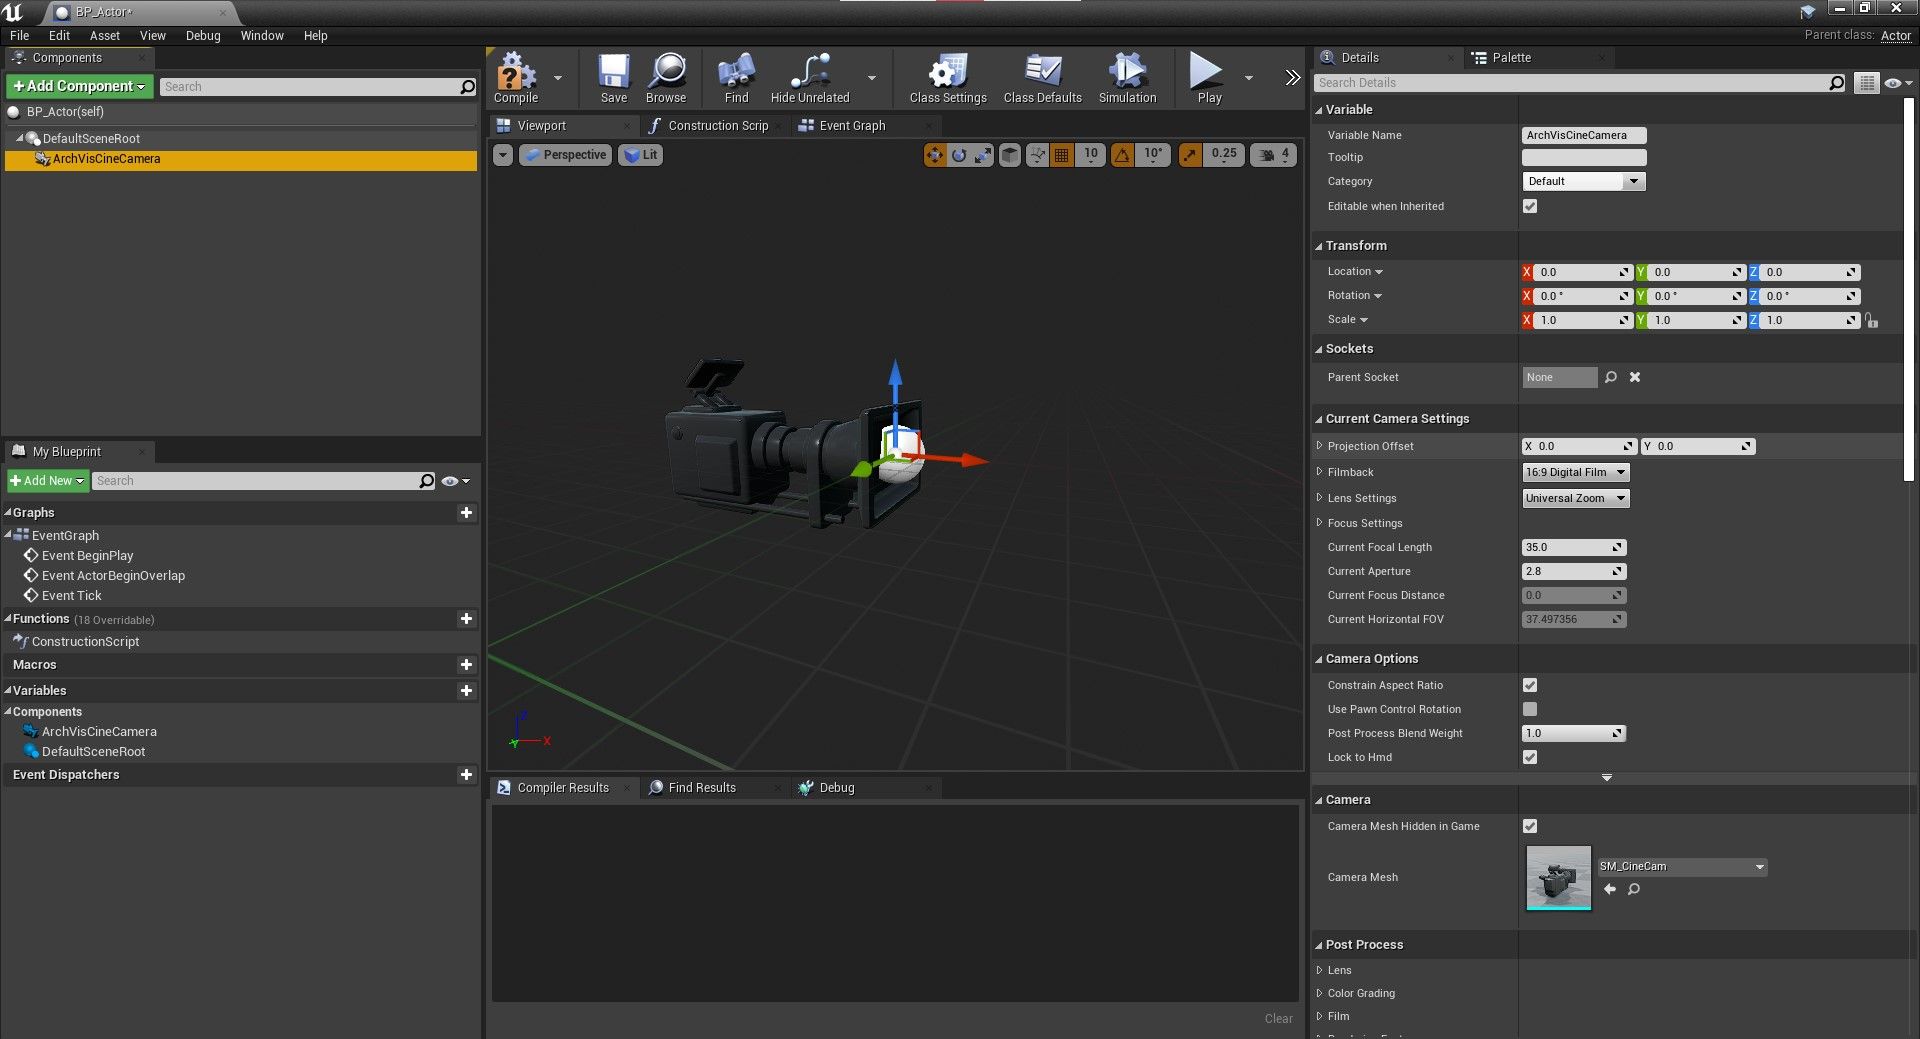 BP_Actor*
File Edit Asset View Debug Window Help
Parent class: Actor
Components
+Add Component
Search
BP_Actor(self)
DefaultSceneRoot
ArchVisCineCamera
My Blueprint
+Add New
Search
Graphs
EventGraph
Event BeginPlay
Event ActorBeginOverlap
Event Tick
Functions (18 Overridable)
ConstructionScript
Macros
Variables
Components
ArchVisCineCamera
DefaultSceneRoot
Event Dispatchers
Compile Save Browse Find Hide Unrelated Class Settings Class Defaults Simulation Play
Viewport Construction Scrip Event Graph
Perspective Lit 10 10° 0.25 4
Z
X
Y
Compiler Results Find Results Debug
Clear
Details Palette
Search Details
Variable
Variable Name ArchVisCineCamera
Tooltip
Category Default
Editable when Inherited
Transform
Location X 0.0 Y 0.0 Z 0.0
Rotation X 0.0 ° Y 0.0 ° Z 0.0 °
Scale X 1.0 Y 1.0 Z 1.0
Sockets
Parent Socket None
Current Camera Settings
Projection Offset X 0.0 Y 0.0
Filmback 16:9 Digital Film
Lens Settings Universal Zoom
Focus Settings
Current Focal Length 35.0
Current Aperture 2.8
Current Focus Distance 0.0
Current Horizontal FOV 37.497356
Camera Options
Constrain Aspect Ratio
Use Pawn Control Rotation
Post Process Blend Weight 1.0
Lock to Hmd
Camera
Camera Mesh Hidden in Game
Camera Mesh SM_CineCam
Post Process
Lens
Color Grading
Film